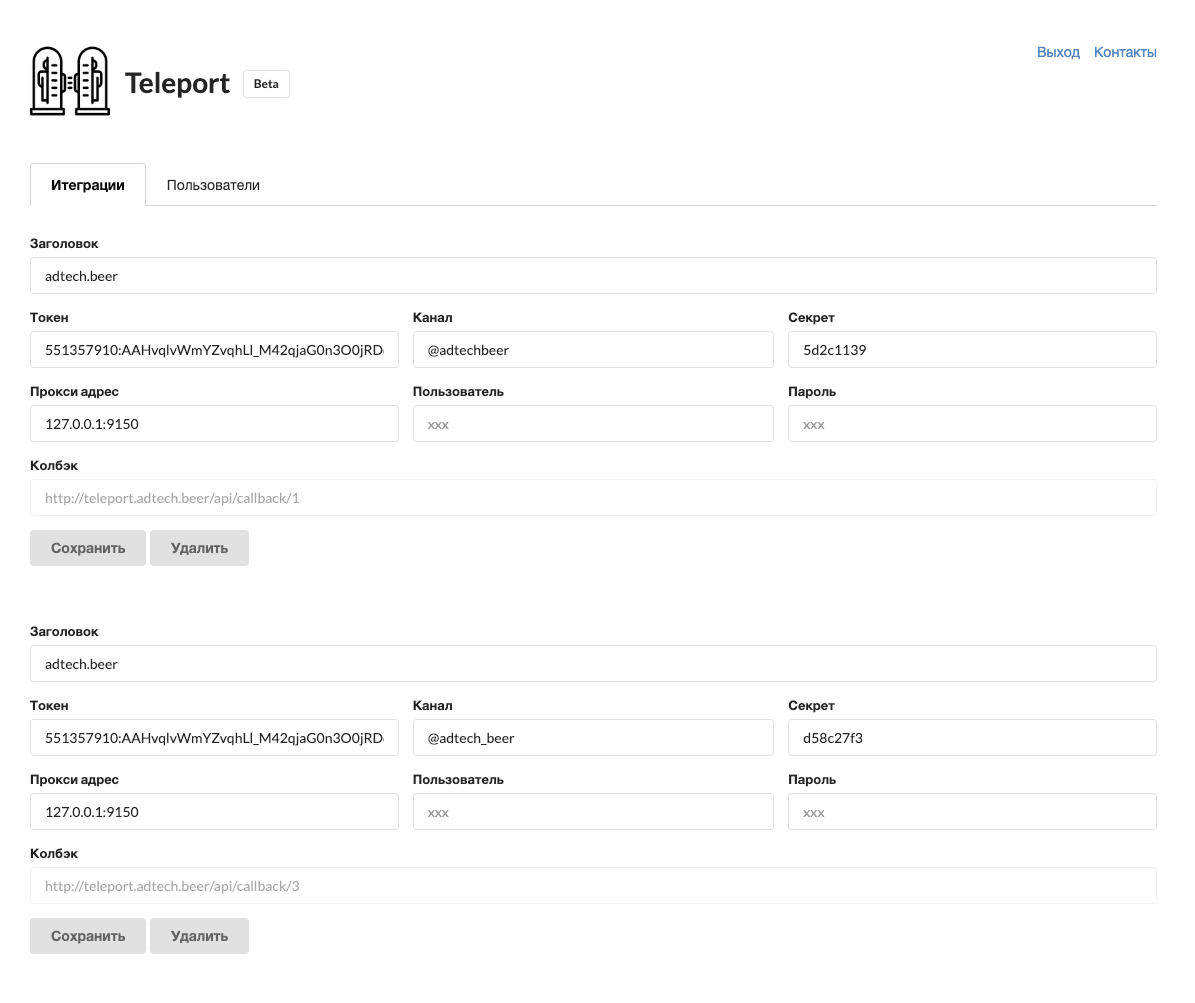 Выход Контакты
Teleport Beta
Итеграции Пользователи
Заголовок
adtech.beer
Токен Канал Секрет
551357910:AAHvqlvWmYZvqhLl_M42qjaG0n3O0jRD @adtechbeer 5d2c1139
Прокси адрес Пользователь Пароль
127.0.0.1:9150 xxx xxx
Колбэк
http://teleport.adtech.beer/api/callback/1
Сохранить Удалить
Заголовок
adtech.beer
Токен Канал Секрет
551357910:AAHvqlvWmYZvqhLl_M42qjaG0n3O0jRD @adtech_beer d58c27f3
Прокси адрес Пользователь Пароль
127.0.0.1:9150 xxx xxx
Колбэк
http://teleport.adtech.beer/api/callback/3
Сохранить Удалить